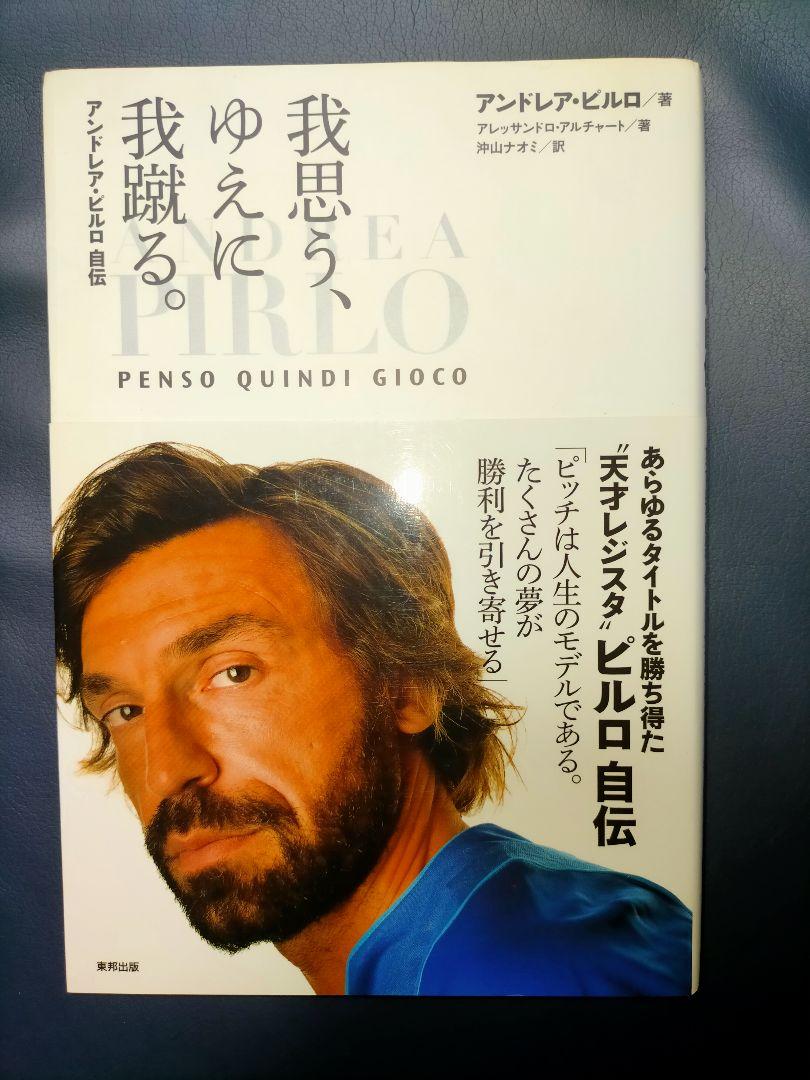 我思う、
ゆえに
我蹴る。
アンドレア・ピルロ 自伝
アンドレア・ピルロ／著
アレッサンドロ・アルチャート／著
沖山ナオミ／訳
ANDREA
PIRLO
PENSO QUINDI GIOCO
あらゆるタイトルを勝ち得た
“天才レジスタ”ピルロ 自伝
「ピッチは人生のモデルである。
たくさんの夢が
勝利を引き寄せる」
東邦出版